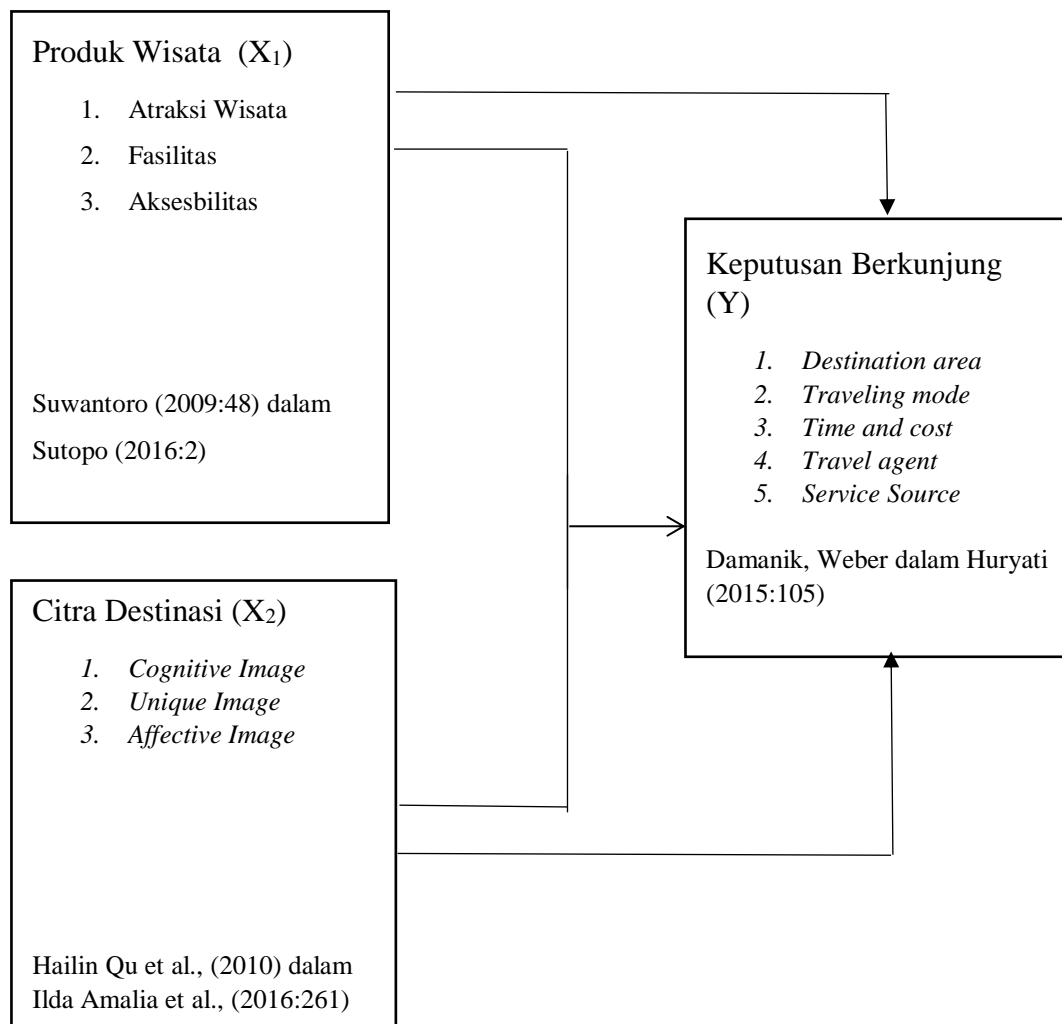 Produk Wisata (X₁)
1. Atraksi Wisata
2. Fasilitas
3. Aksesbilitas
Suwantoro (2009:48) dalam
Sutopo (2016:2)
Keputusan Berkunjung
(Y)
1. Destination area
2. Traveling mode
3. Time and cost
4. Travel agent
5. Service Source
Damanik, Weber dalam Huryati
(2015:105)
Citra Destinasi (X₂)
1. Cognitive Image
2. Unique Image
3. Affective Image
Hailin Qu et al., (2010) dalam
Ilda Amalia et al., (2016:261)